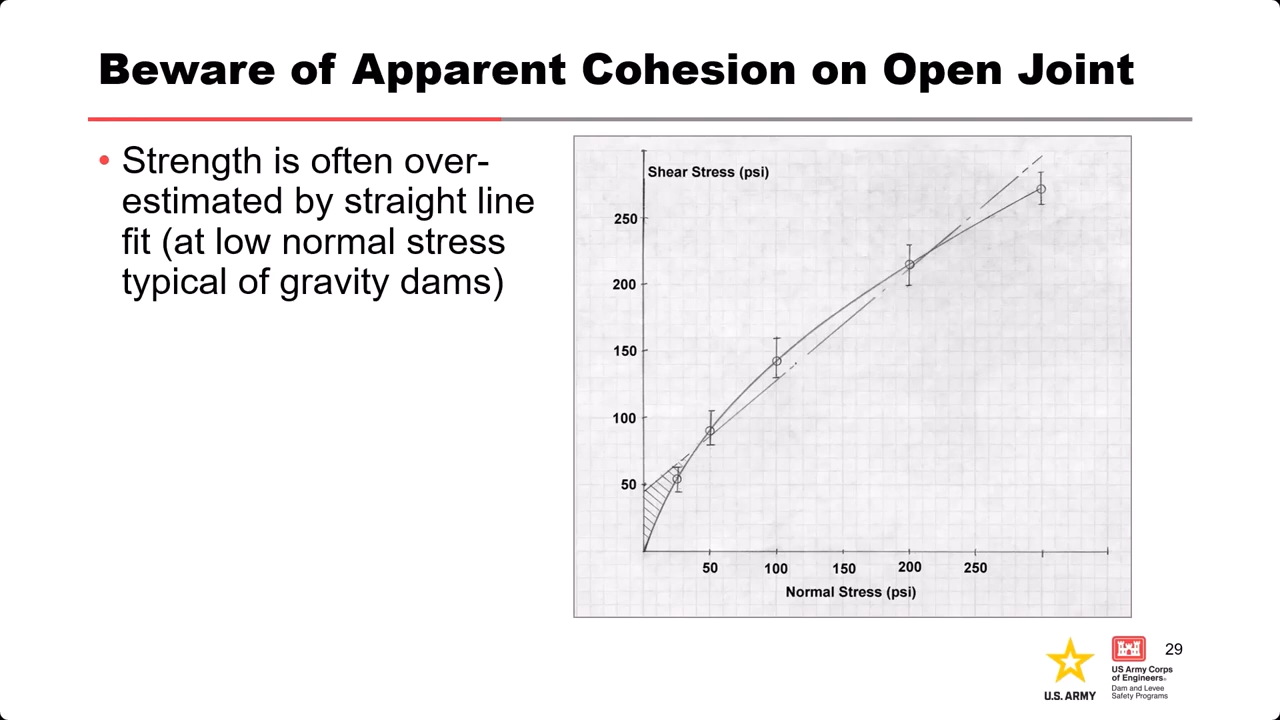 Beware of Apparent Cohesion on Open Joint
• Strength is often over-
estimated by straight line
fit (at low normal stress
typical of gravity dams)
Shear Stress (psi)
250
200
150
100
50
50 100 150 200 250
Normal Stress (psi)
U.S. ARMY
US Army Corps
of Engineers®
Dam and Levee
Safety Programs
29